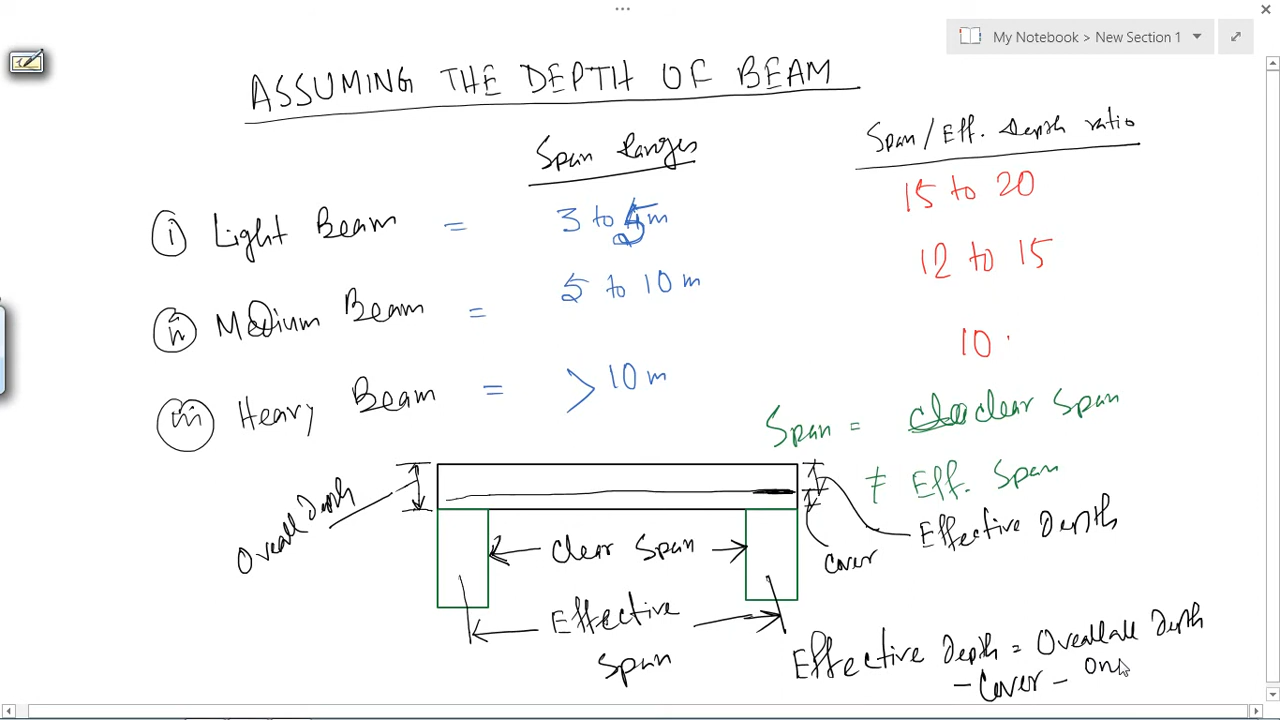 My Notebook > New Section 1
ASSUMING THE DEPTH OF BEAM
Span Ranges
Span / Eff. Depth ratio
i Light Beam = 3 to 5 m 15 to 20
ii Medium Beam = 5 to 10 m 12 to 15
iii Heavy Beam = > 10 m 10
Span = clear Span
≠ Eff. Span
Overall Depth
Effective Depth
Clear Span
Cover
Effective
Span
Effective Depth = Overallall Depth
- Cover - On